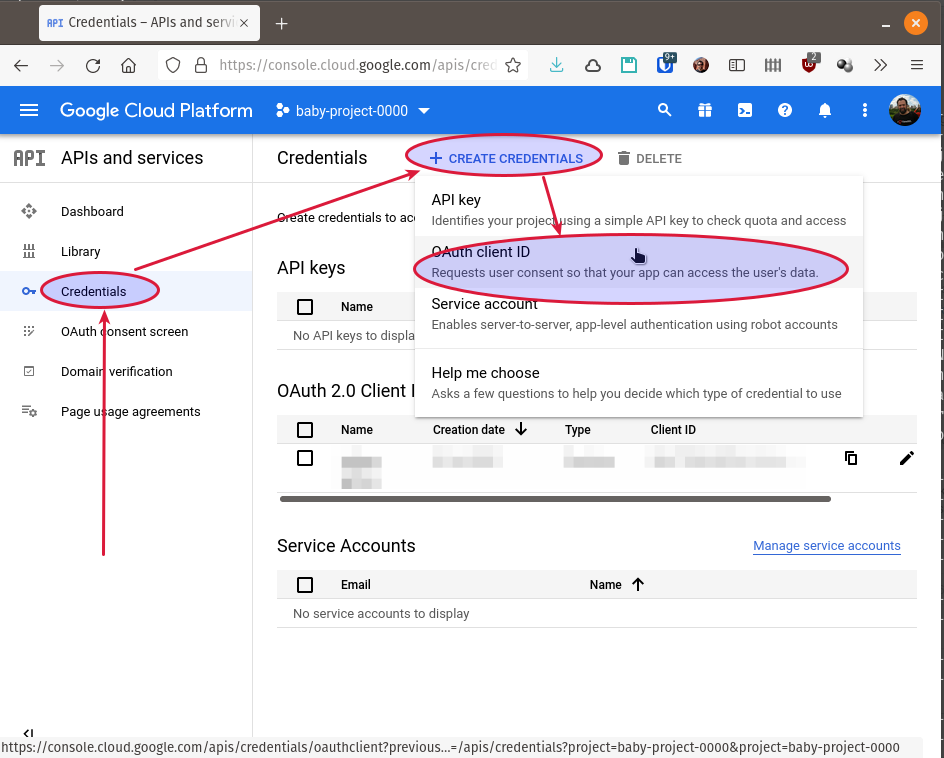 API Credentials – APIs and servi
https://console.cloud.google.com/apis/cred
9+
2
Google Cloud Platform
baby-project-0000
API APIs and services
Credentials
CREATE CREDENTIALS
DELETE
Dashboard
Library
Credentials
OAuth consent screen
Domain verification
Page usage agreements
Create credentials to acc
API key
Identifies your project using a simple API key to check quota and access
OAuth client ID
Requests user consent so that your app can access the user's data.
Service account
Enables server-to-server, app-level authentication using robot accounts
Help me choose
Asks a few questions to help you decide which type of credential to use
API keys
Name
No API keys to displa
OAuth 2.0 Client I
Name Creation date Type Client ID
Service Accounts
Manage service accounts
Email Name
No service accounts to display
https://console.cloud.google.com/apis/credentials/oauthclient?previous…=/apis/credentials?project=baby-project-0000&project=baby-project-0000